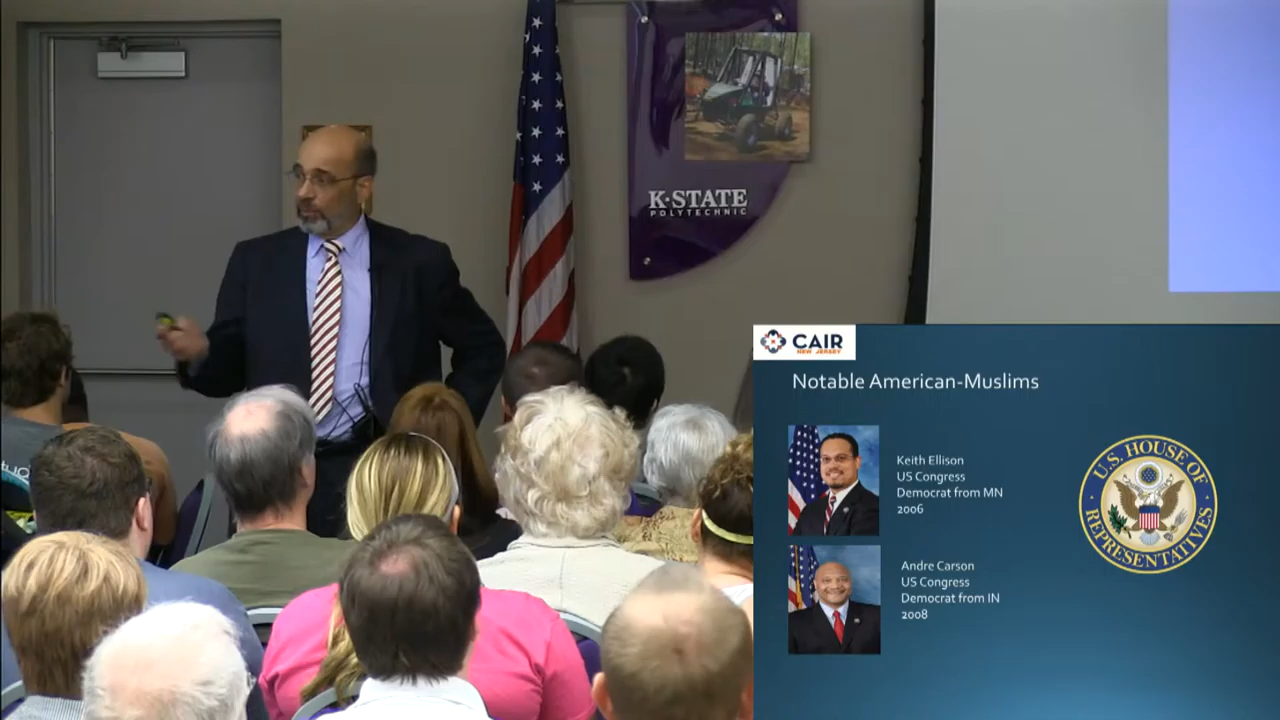 K·STATE
POLYTECHNIC
CAIR
NEW JERSEY
Notable American-Muslims
Keith Ellison
US Congress
Democrat from MN
2006
Andre Carson
US Congress
Democrat from IN
2008
U.S. HOUSE OF
REPRESENTATIVES